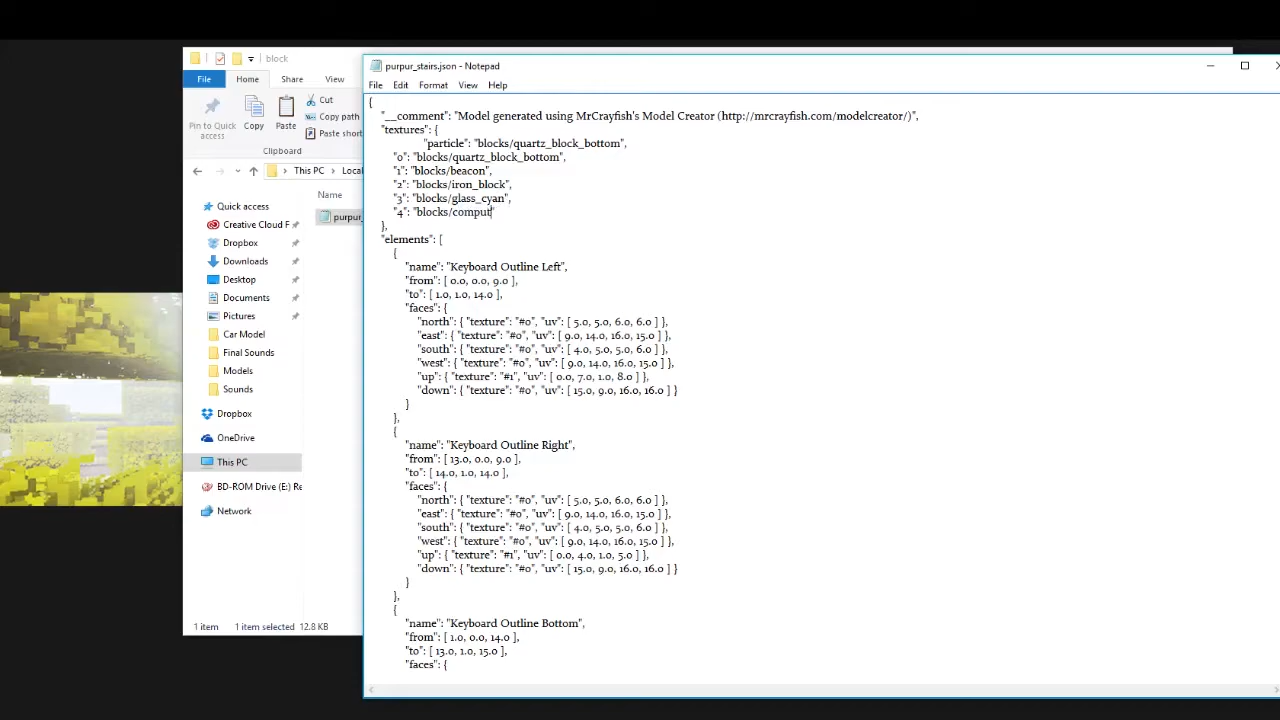 block
purpur_stairs.json - Notepad
File Home Share View
File Edit Format View Help
Pin to Quick access
Copy
Paste
Cut
Copy path
Paste short
Clipboard
This PC
Local
Name
purpur_
Quick access
Creative Cloud F
Dropbox
Downloads
Desktop
Documents
Pictures
Car Model
Final Sounds
Models
Sounds
Dropbox
OneDrive
This PC
BD-ROM Drive (E:) Re
Network
1 item 1 item selected 12.8 KB
{
"__comment": "Model generated using MrCrayfish's Model Creator (http://mrcrayfish.com/modelcreator/)",
"textures": {
"particle": "blocks/quartz_block_bottom",
"0": "blocks/quartz_block_bottom",
"1": "blocks/beacon",
"2": "blocks/iron_block",
"3": "blocks/glass_cyan",
"4": "blocks/comput"
},
"elements": [
{
"name": "Keyboard Outline Left",
"from": [ 0.0, 0.0, 9.0 ],
"to": [ 1.0, 1.0, 14.0 ],
"faces": {
"north": { "texture": "#0", "uv": [ 5.0, 5.0, 6.0, 6.0 ] },
"east": { "texture": "#0", "uv": [ 9.0, 14.0, 16.0, 15.0 ] },
"south": { "texture": "#0", "uv": [ 4.0, 5.0, 5.0, 6.0 ] },
"west": { "texture": "#0", "uv": [ 9.0, 14.0, 16.0, 15.0 ] },
"up": { "texture": "#1", "uv": [ 0.0, 7.0, 1.0, 8.0 ] },
"down": { "texture": "#0", "uv": [ 15.0, 9.0, 16.0, 16.0 ] }
}
},
{
"name": "Keyboard Outline Right",
"from": [ 13.0, 0.0, 9.0 ],
"to": [ 14.0, 1.0, 14.0 ],
"faces": {
"north": { "texture": "#0", "uv": [ 5.0, 5.0, 6.0, 6.0 ] },
"east": { "texture": "#0", "uv": [ 9.0, 14.0, 16.0, 15.0 ] },
"south": { "texture": "#0", "uv": [ 4.0, 5.0, 5.0, 6.0 ] },
"west": { "texture": "#0", "uv": [ 9.0, 14.0, 16.0, 15.0 ] },
"up": { "texture": "#1", "uv": [ 0.0, 4.0, 1.0, 5.0 ] },
"down": { "texture": "#0", "uv": [ 15.0, 9.0, 16.0, 16.0 ] }
}
},
{
"name": "Keyboard Outline Bottom",
"from": [ 1.0, 0.0, 14.0 ],
"to": [ 13.0, 1.0, 15.0 ],
"faces": {